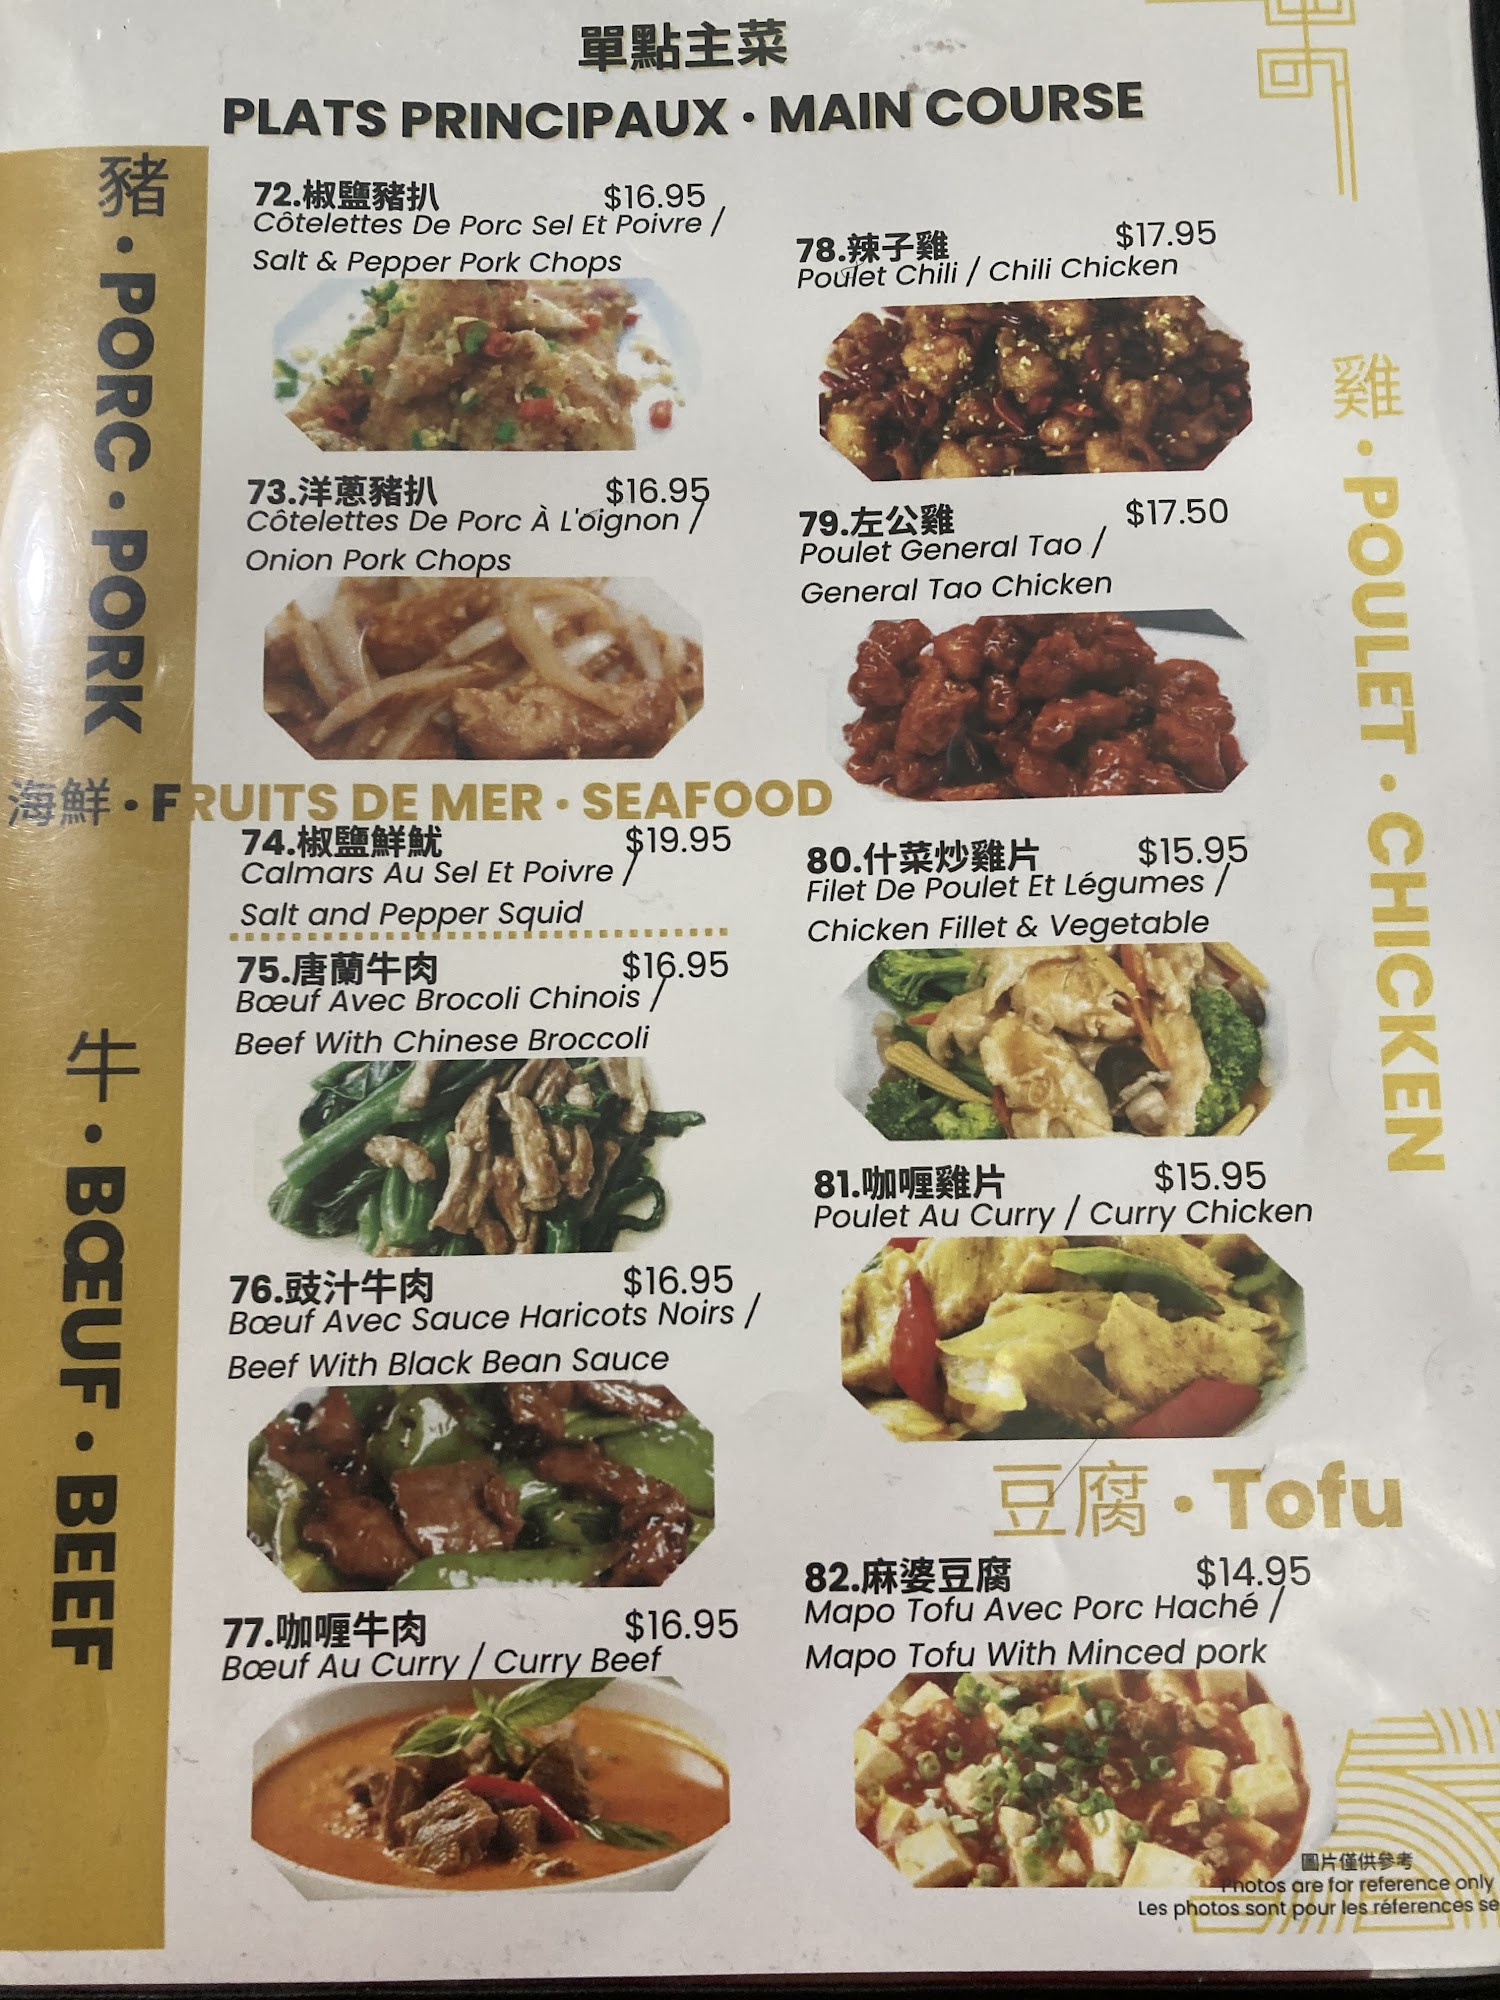 單點主菜
PLATS PRINCIPAUX · MAIN COURSE
豬 · PORC · PORK
72.椒鹽豬扒 $16.95
Côtelettes De Porc Sel Et Poivre /
Salt & Pepper Pork Chops
73.洋蔥豬扒 $16.95
Côtelettes De Porc À L'oignon /
Onion Pork Chops
海鮮 · FRUITS DE MER · SEAFOOD
74.椒鹽鮮魷 $19.95
Calmars Au Sel Et Poivre /
Salt and Pepper Squid
牛 · BŒUF · BEEF
75.唐蘭牛肉 $16.95
Bœuf Avec Brocoli Chinois /
Beef With Chinese Broccoli
76.豉汁牛肉 $16.95
Bœuf Avec Sauce Haricots Noirs /
Beef With Black Bean Sauce
77.咖喱牛肉 $16.95
Bœuf Au Curry / Curry Beef
雞 · POULET · CHICKEN
78.辣子雞 $17.95
Poulet Chili / Chili Chicken
79.左公雞 $17.50
Poulet General Tao /
General Tao Chicken
80.什菜炒雞片 $15.95
Filet De Poulet Et Légumes /
Chicken Fillet & Vegetable
81.咖喱雞片 $15.95
Poulet Au Curry / Curry Chicken
豆腐 · Tofu
82.麻婆豆腐 $14.95
Mapo Tofu Avec Porc Haché /
Mapo Tofu With Minced pork
圖片僅供參考
Photos are for reference only
Les photos sont pour les réferences se